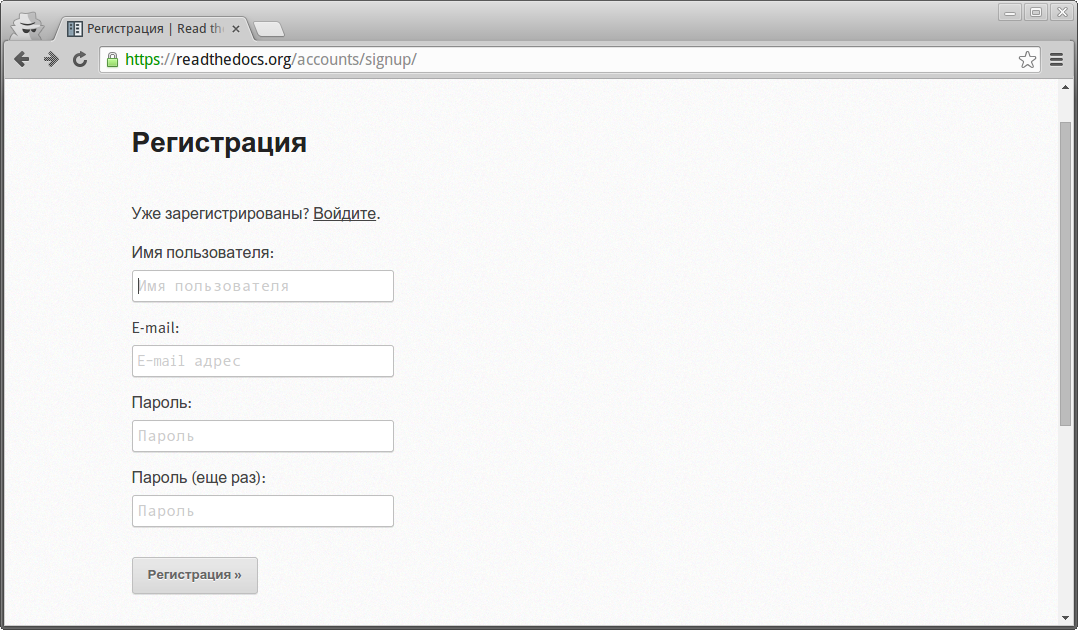 Регистрация | Read th
https://readthedocs.org/accounts/signup/
Регистрация
Уже зарегистрированы? Войдите.
Имя пользователя:
Имя пользователя
E-mail:
E-mail адрес
Пароль:
Пароль
Пароль (еще раз):
Пароль
Регистрация »